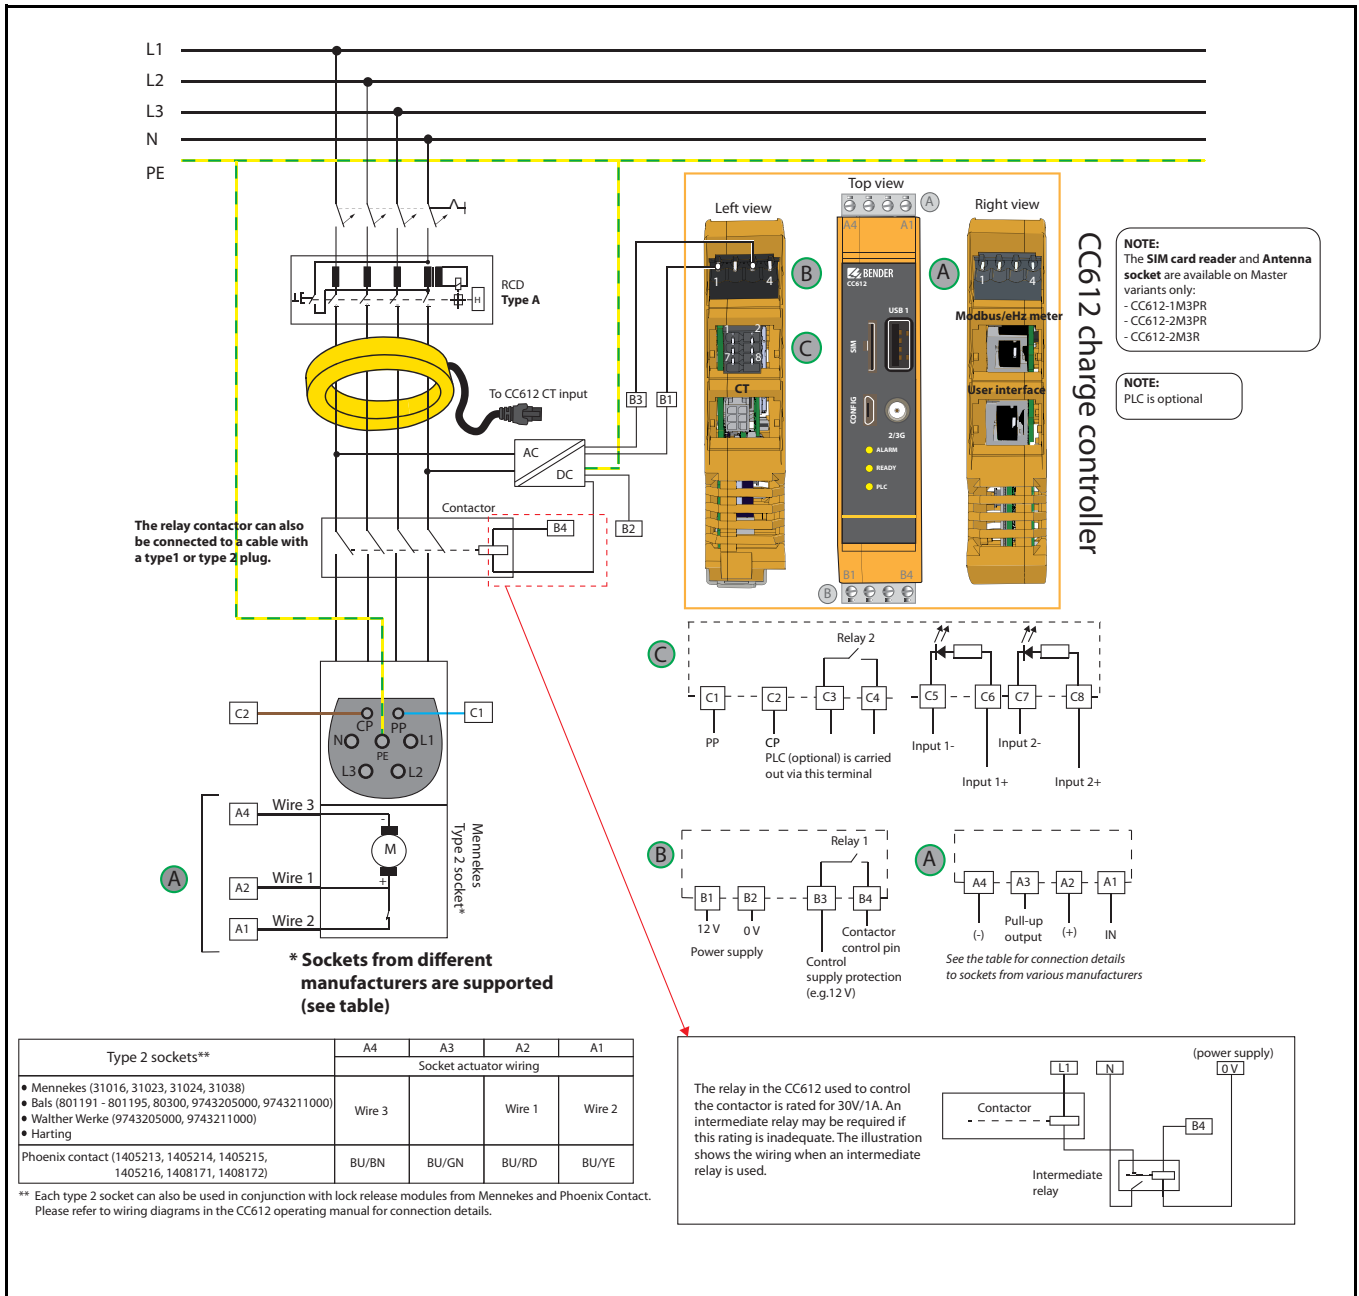 L1
L2
L3
N
PE
RCD
Type A
H
To CC612 CT input
AC
DC
B3
B1
B2
Contactor
B4
The relay contactor can also
be connected to a cable with
a type1 or type 2 plug.
C2
C1
CP
PP
N
L1
PE
L3
L2
A
A4
Wire 3
-
M
+
A2
Wire 1
A1
Wire 2
Mennekes
Type 2 socket*
* Sockets from different
manufacturers are supported
(see table)
Left view
Top view
Right view
1
4
B
1
2
7
8
C
CT
A
A4
A1
BENDER
CC612
USB 1
SIM
CONFIG
2/3G
ALARM
READY
PLC
B1
B4
B
A
1
4
Modbus/eHz meter
User interface
CC612 charge controller
NOTE:
The SIM card reader and Antenna
socket are available on Master
variants only:
- CC612-1M3PR
- CC612-2M3PR
- CC612-2M3R
NOTE:
PLC is optional
C
Relay 2
C1
C2
C3
C4
C5
C6
C7
C8
PP
CP
PLC (optional) is carried
out via this terminal
Input 1-
Input 1+
Input 2-
Input 2+
B
Relay 1
B1
B2
B3
B4
12 V
0 V
Power supply
Control
supply protection
(e.g.12 V)
Contactor
control pin
A
A4
A3
A2
A1
(-)
Pull-up
output
(+)
IN
See the table for connection details
to sockets from various manufacturers
Type 2 sockets**
A4
A3
A2
A1
Socket actuator wiring
• Mennekes (31016, 31023, 31024, 31038)
• Bals (801191 - 801195, 80300, 9743205000, 9743211000)
• Walther Werke (9743205000, 9743211000)
• Harting
Wire 3
Wire 1
Wire 2
Phoenix contact (1405213, 1405214, 1405215,
1405216, 1408171, 1408172)
BU/BN
BU/GN
BU/RD
BU/YE
** Each type 2 socket can also be used in conjunction with lock release modules from Mennekes and Phoenix Contact.
Please refer to wiring diagrams in the CC612 operating manual for connection details.
The relay in the CC612 used to control
the contactor is rated for 30V/1A. An
intermediate relay may be required if
this rating is inadequate. The illustration
shows the wiring when an intermediate
relay is used.
(power supply)
L1
N
0 V
Contactor
B4
Intermediate
relay